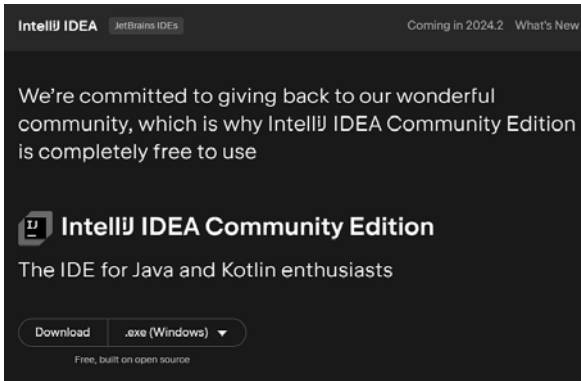 IntelliJ IDEA JetBrains IDEs Coming in 2024.2 What's New
We're committed to giving back to our wonderful
community, which is why IntelliJ IDEA Community Edition
is completely free to use
IJ IntelliJ IDEA Community Edition
The IDE for Java and Kotlin enthusiasts
Download .exe (Windows)
Free, built on open source